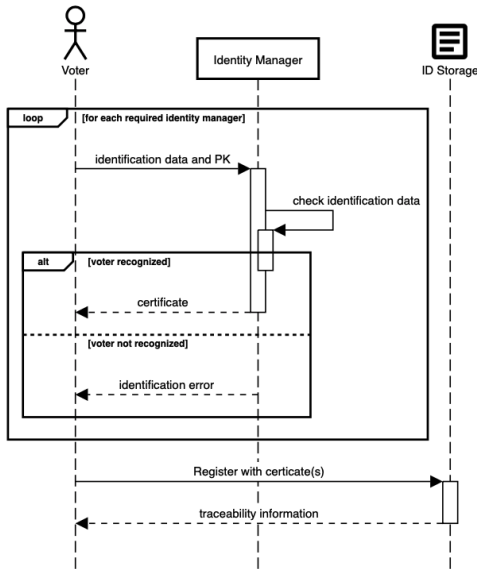 Voter
Identity Manager
ID Storage
loop [for each required identity manager]
identification data and PK
check identification data
alt [voter recognized]
certificate
[voter not recognized]
identification error
Register with certicate(s)
traceability information